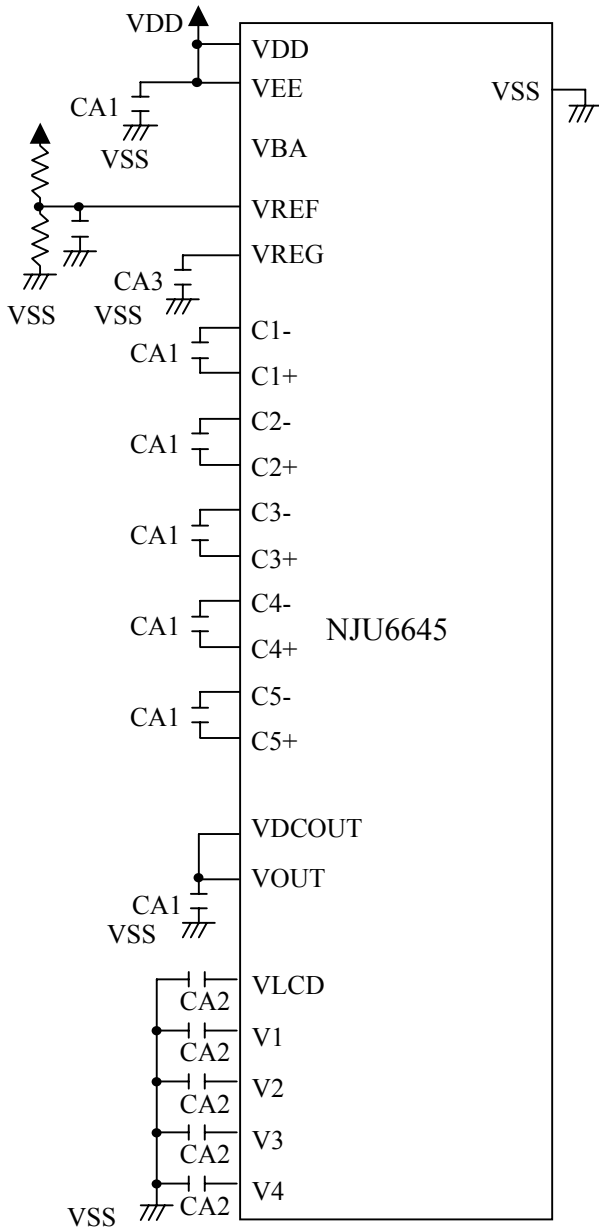 VDD
VDD
VEE
VSS
CA1
VSS
VBA
VREF
VREG
CA3
VSS
VSS
C1-
CA1
C1+
C2-
CA1
C2+
C3-
CA1
C3+
C4-
CA1
NJU6645
C4+
C5-
CA1
C5+
VDCOUT
VOUT
CA1
VSS
VLCD
CA2
V1
CA2
V2
CA2
V3
CA2
V4
CA2
VSS